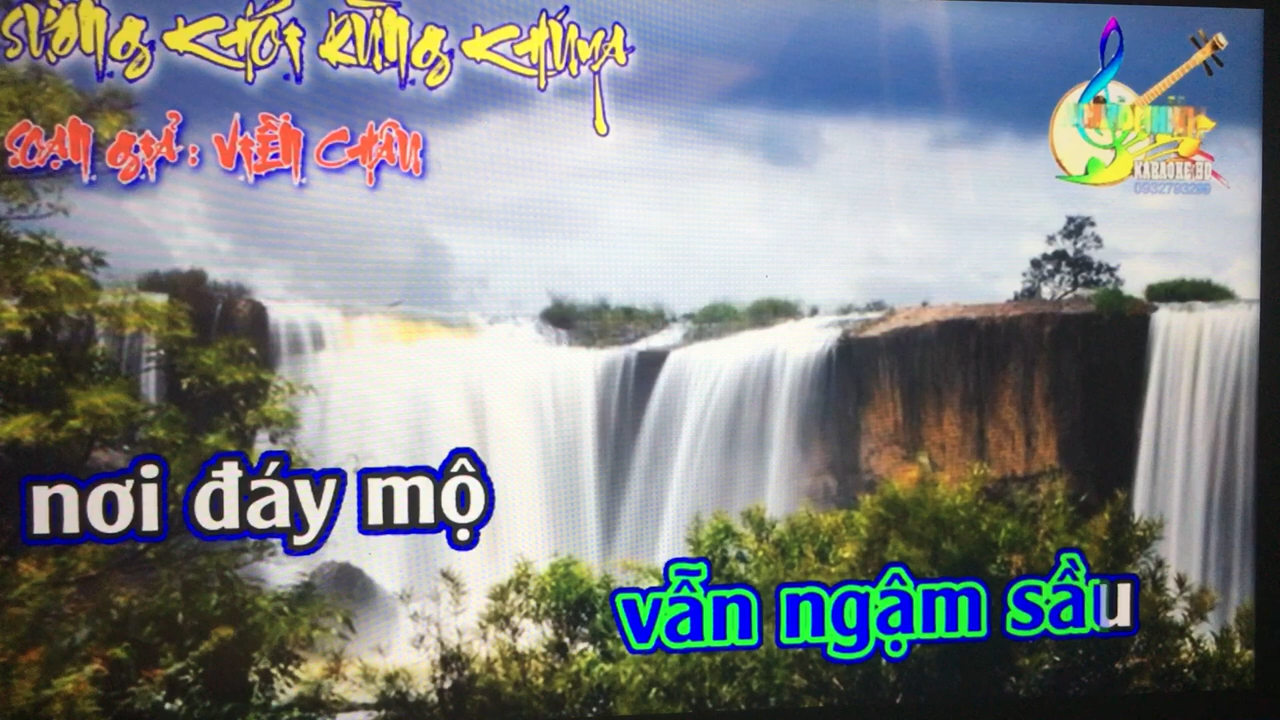 SƯƠNG KHÓI RỪNG KHUYA
SOẠN GIẢ : VIỄN CHÂU
KARAOKE HD
nơi đáy mộ
vẫn ngậm sầu